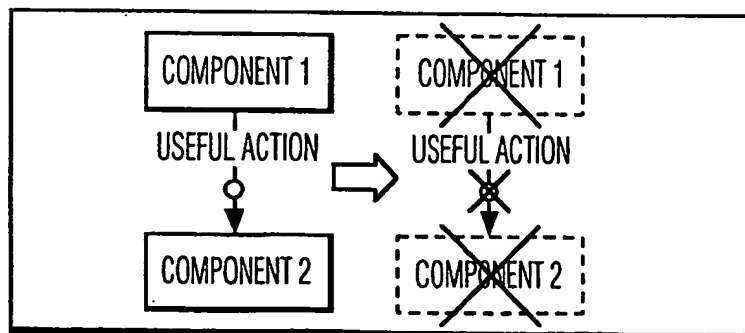 COMPONENT 1
USEFUL ACTION
COMPONENT 2
COMPONENT 1
USEFUL ACTION
COMPONENT 2